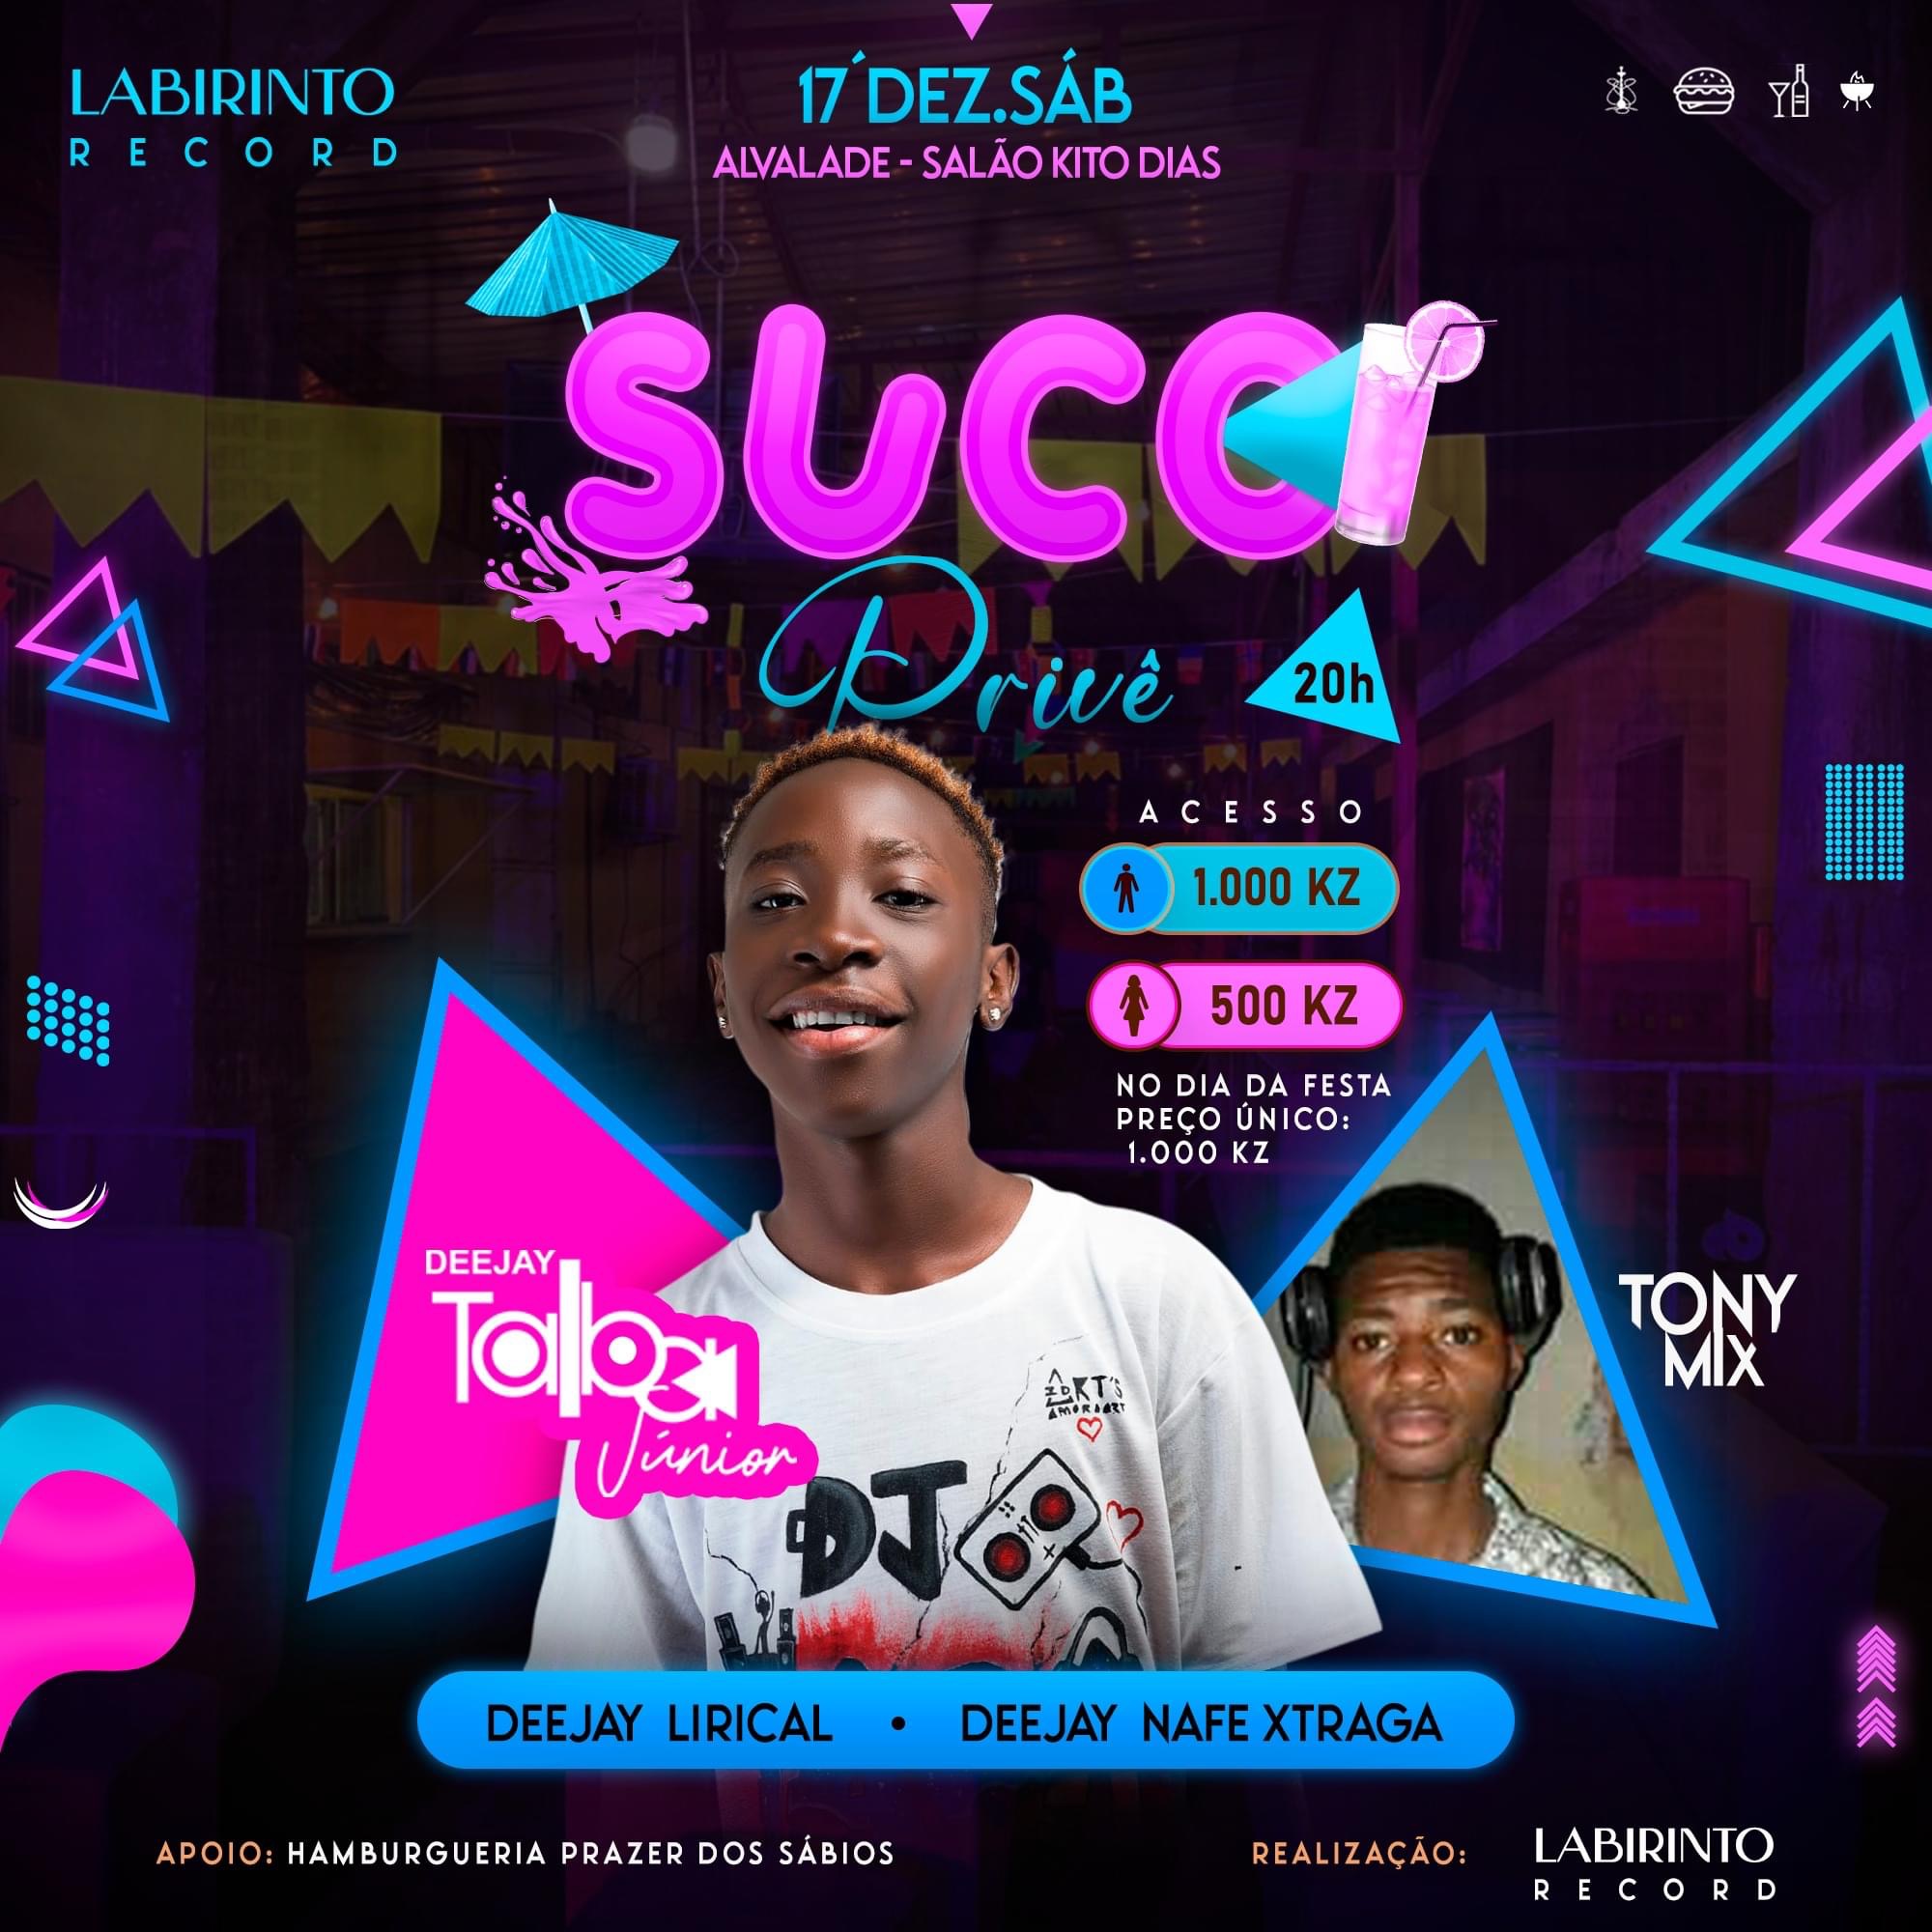 LABIRINTO
RECORD
17´DEZ.SÁB
ALVALADE - SALÃO KITO DIAS
SUCO
Privê
20h
ACESSO
1.000 KZ
500 KZ
NO DIA DA FESTA
PREÇO ÚNICO:
1.000 KZ
DEEJAY
Júnior
TONY
MIX
KT'S
DJ
DEEJAY LIRICAL • DEEJAY NAFE XTRAGA
APOIO: HAMBURGUERIA PRAZER DOS SÁBIOS
REALIZAÇÃO:
LABIRINTO
RECORD